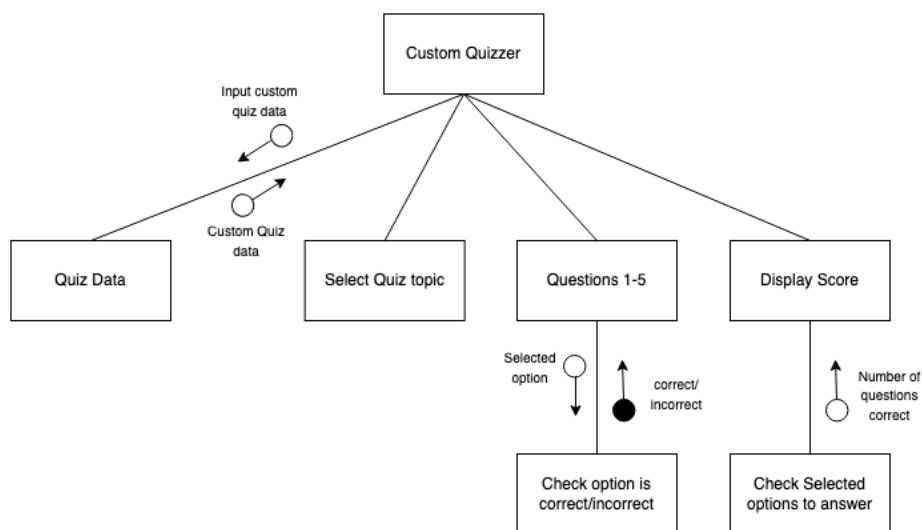 Custom Quizzer
Input custom
quiz data
Custom Quiz
data
Quiz Data
Select Quiz topic
Questions 1-5
Display Score
Selected
option
correct/
incorrect
Number of
questions
correct
Check option is
correct/incorrect
Check Selected
options to answer